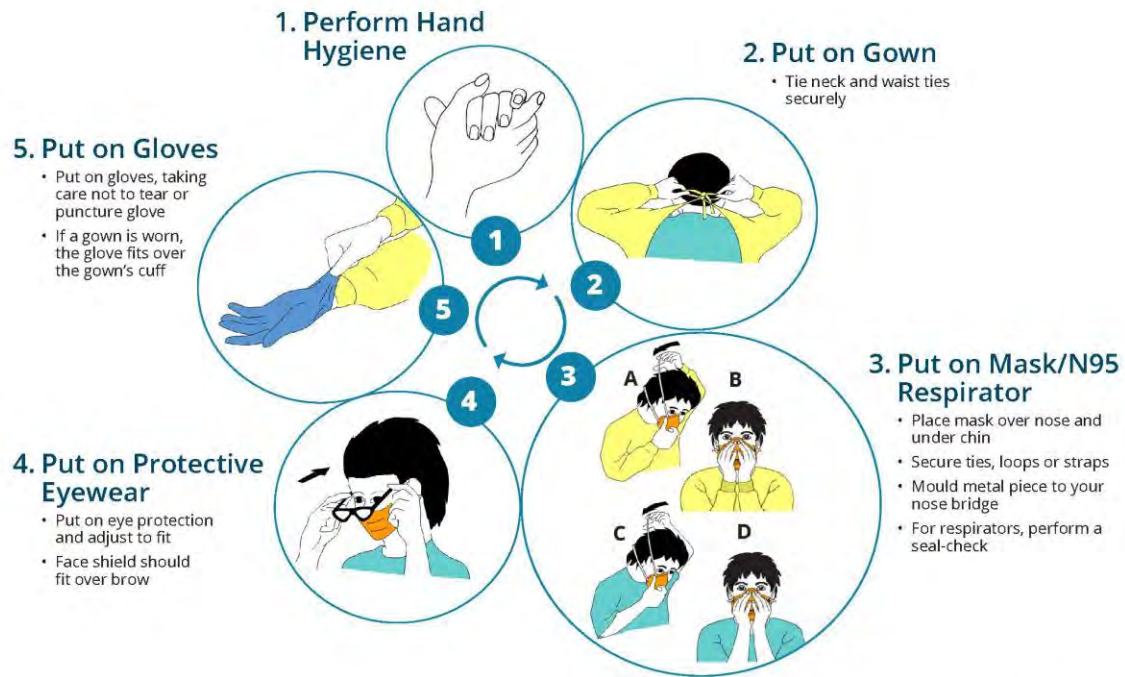 1. Perform Hand
Hygiene
2. Put on Gown
• Tie neck and waist ties
securely
3. Put on Mask/N95
Respirator
• Place mask over nose and
under chin
• Secure ties, loops or straps
• Mould metal piece to your
nose bridge
• For respirators, perform a
seal-check
4. Put on Protective
Eyewear
• Put on eye protection
and adjust to fit
• Face shield should
fit over brow
5. Put on Gloves
• Put on gloves, taking
care not to tear or
puncture glove
• If a gown is worn,
the glove fits over
the gown's cuff
1
2
3
4
5
A
B
C
D